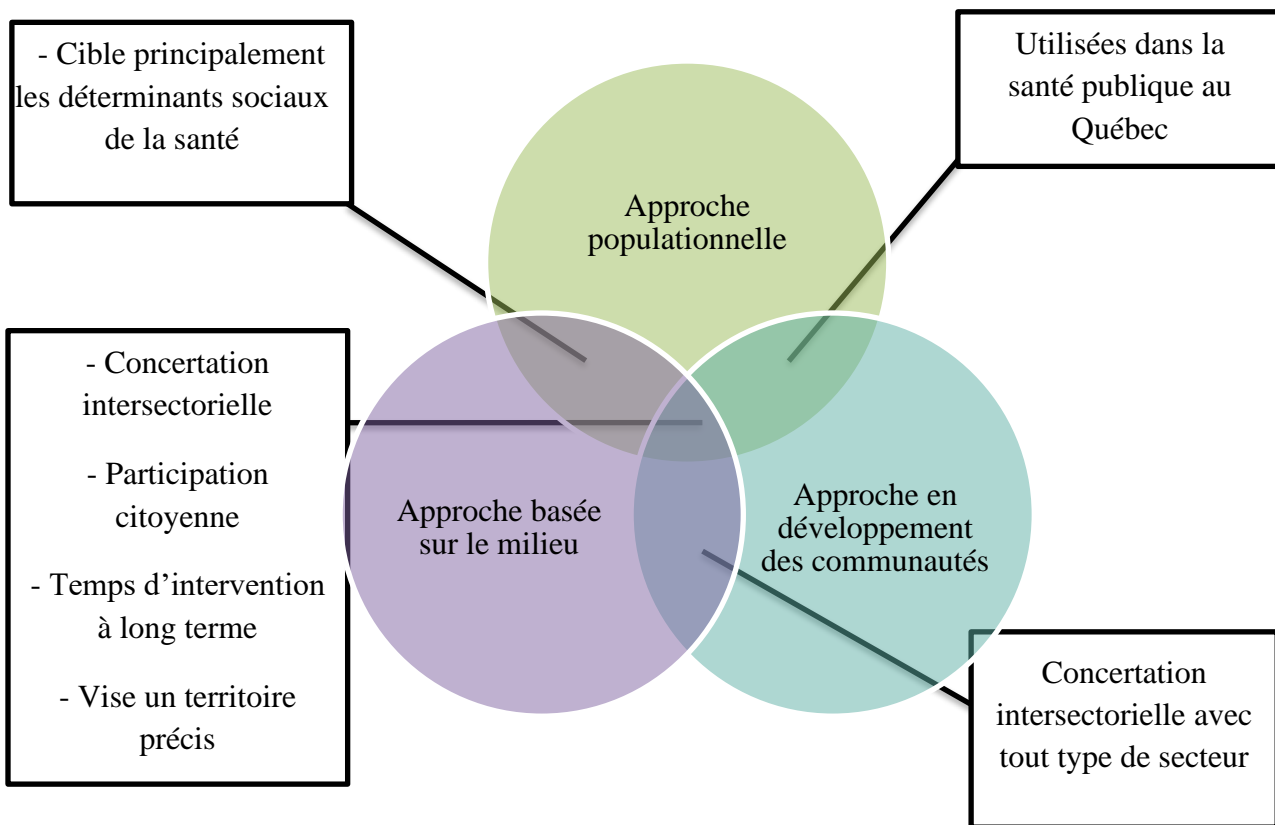 - Cible principalement
les déterminants sociaux
de la santé
Utilisées dans la
santé publique au
Québec
Approche
populationnelle
- Concertation
intersectorielle
- Participation
citoyenne
- Temps d’intervention
à long terme
- Vise un territoire
précis
Approche basée
sur le milieu
Approche en
développement
des communautés
Concertation
intersectorielle avec
tout type de secteur